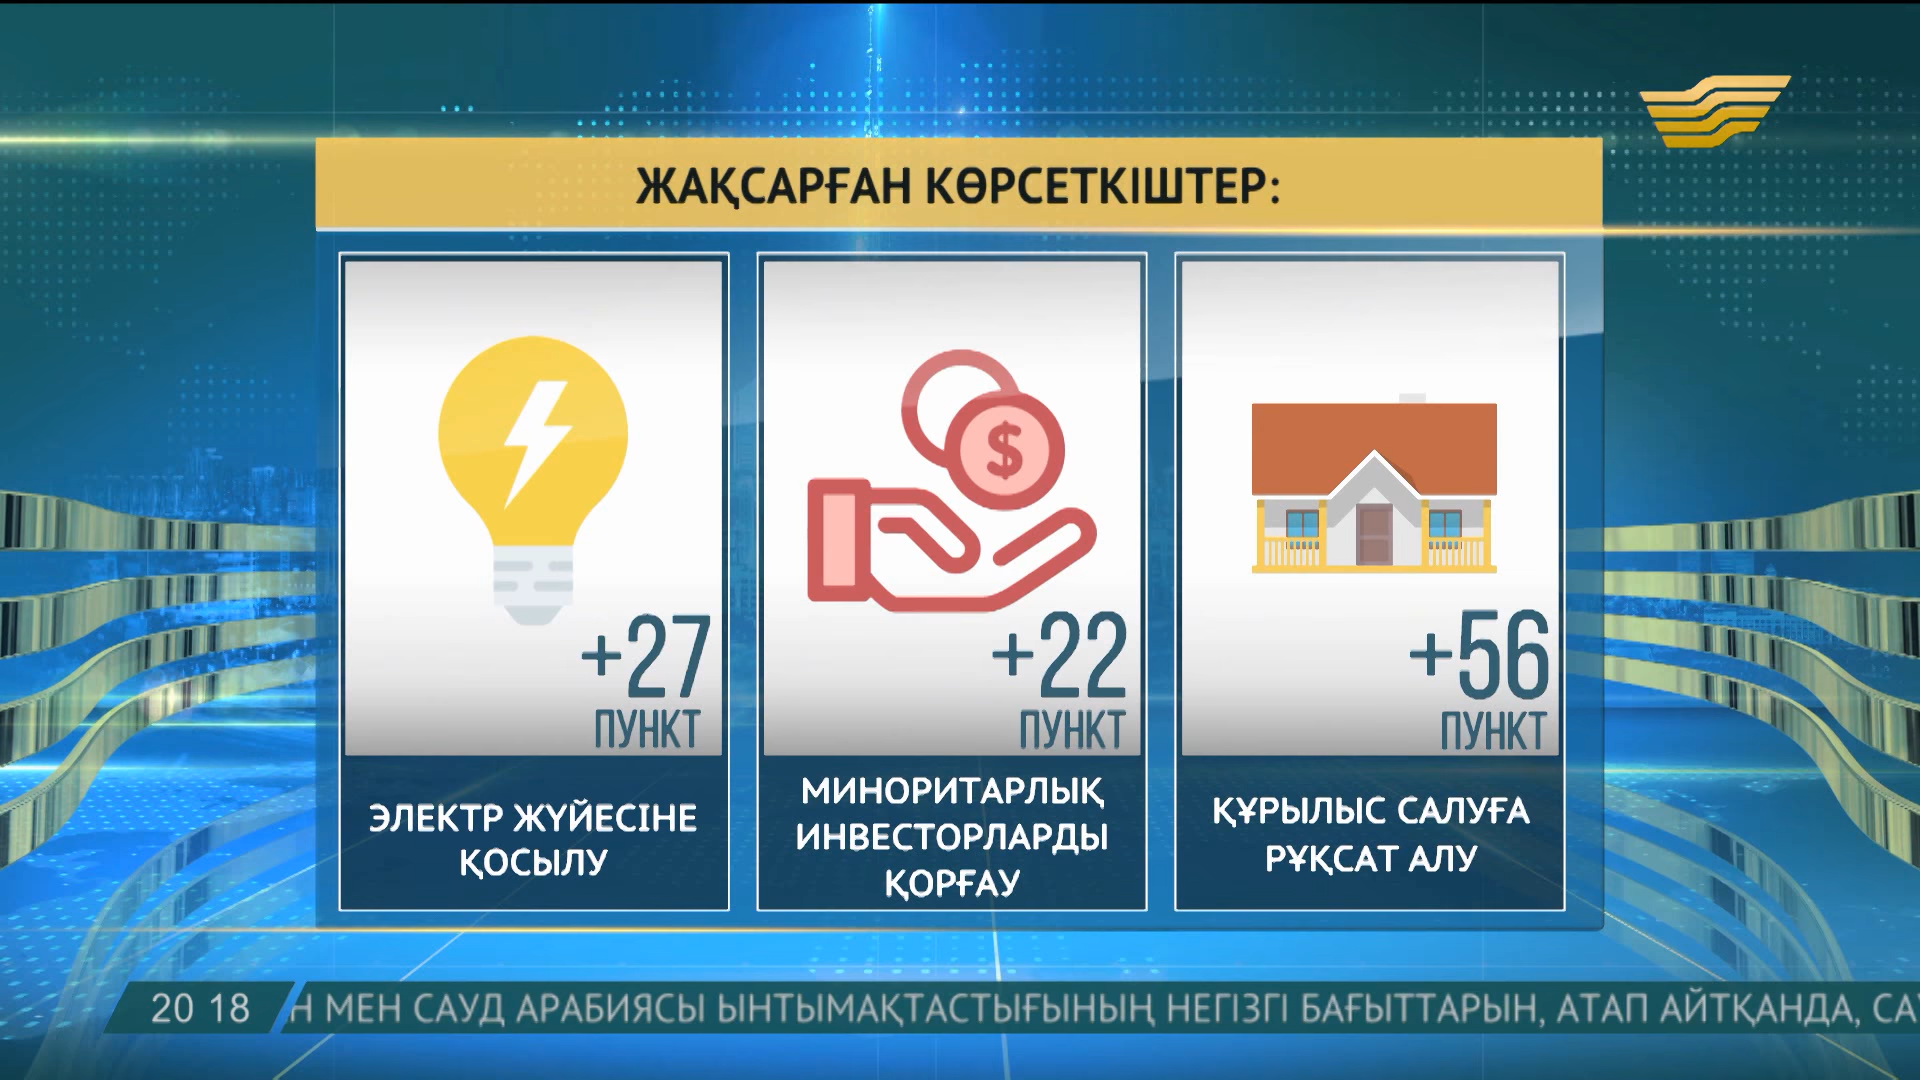 ЖАҚСАРҒАН КӨРСЕТКІШТЕР:
$
+27
ПУНКТ
ЭЛЕКТР ЖҮЙЕСІНЕ
ҚОСЫЛУ
+22
ПУНКТ
МИНОРИТАРЛЫҚ
ИНВЕСТОРЛАРДЫ
ҚОРҒАУ
+56
ПУНКТ
ҚҰРЫЛЫС САЛУҒА
РҰҚСАТ АЛУ
20 18 Н МЕН САУД АРАБИЯСЫ ЫНТЫМАҚТАСТЫҒЫНЫҢ НЕГІЗГІ БАҒЫТТАРЫН, АТАП АЙТҚАНДА,